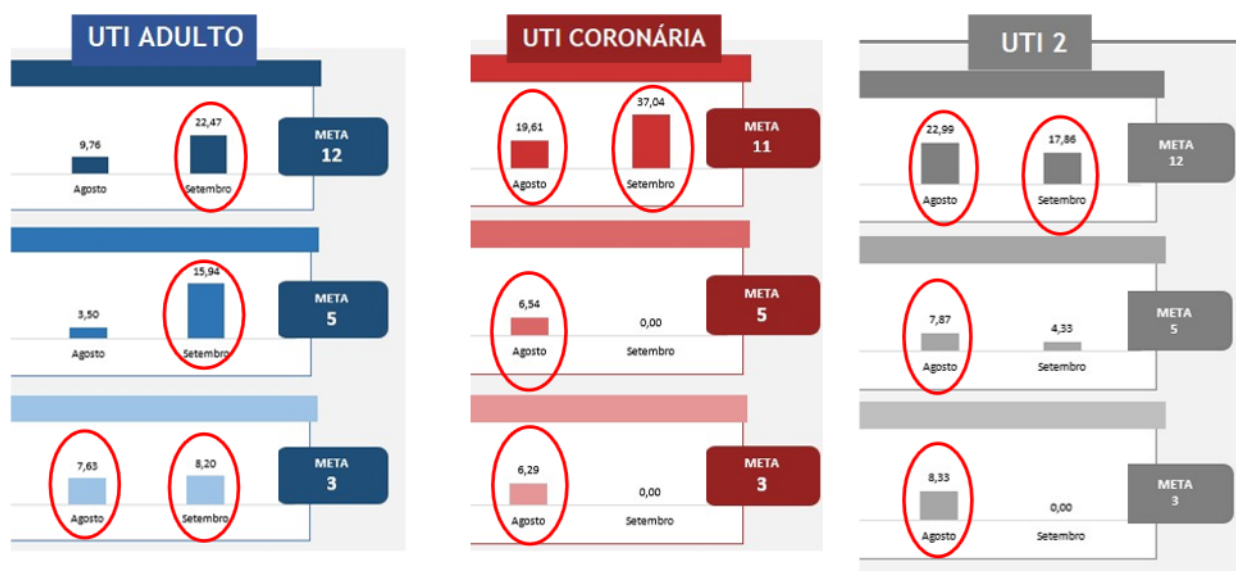 UTI ADULTO
22,47
9,76
META
12
Agosto
Setembro
15,94
3,50
META
5
Agosto
Setembro
7,63
8,20
META
3
Agosto
Setembro
UTI CORONÁRIA
37,04
19,61
META
11
Agosto
Setembro
6,54
0,00
META
5
Agosto
Setembro
6,29
0,00
META
3
Agosto
Setembro
UTI 2
22,99
17,86
META
12
Agosto
Setembro
7,87
4,33
META
5
Agosto
Setembro
8,33
0,00
META
3
Agosto
Setembro